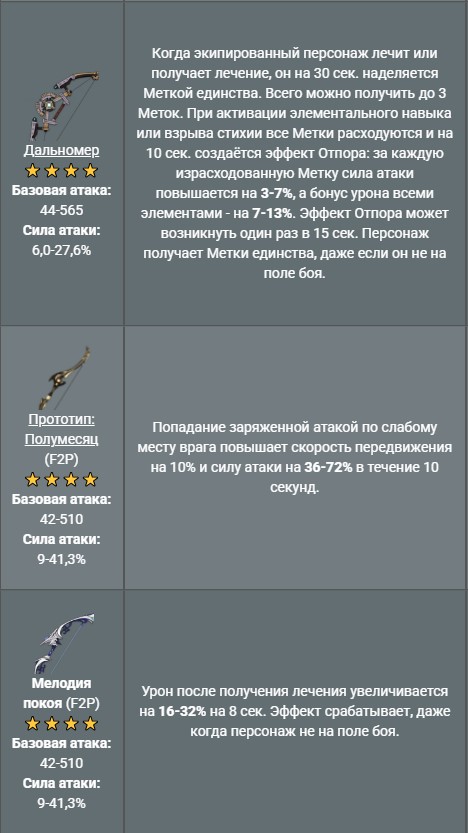 Дальномер
Базовая атака:
44-565
Сила атаки:
6,0-27,6%
Когда экипированный персонаж лечит или
получает лечение, он на 30 сек. наделяется
Меткой единства. Всего можно получить до 3
Меток. При активации элементального навыка
или взрыва стихии все Метки расходуются и на
10 сек. создаётся эффект Отпора: за каждую
израсходованную Метку сила атаки
повышается на 3-7%, а бонус урона всеми
элементами - на 7-13%. Эффект Отпора может
возникнуть один раз в 15 сек. Персонаж
получает Метки единства, даже если он не на
поле боя.
Прототип:
Полумесяц
(F2P)
Базовая атака:
42-510
Сила атаки:
9-41,3%
Попадание заряженной атакой по слабому
месту врага повышает скорость передвижения
на 10% и силу атаки на 36-72% в течение 10
секунд.
Мелодия
покоя (F2P)
Базовая атака:
42-510
Сила атаки:
9-41,3%
Урон после получения лечения увеличивается
на 16-32% на 8 сек. Эффект срабатывает, даже
когда персонаж не на поле боя.